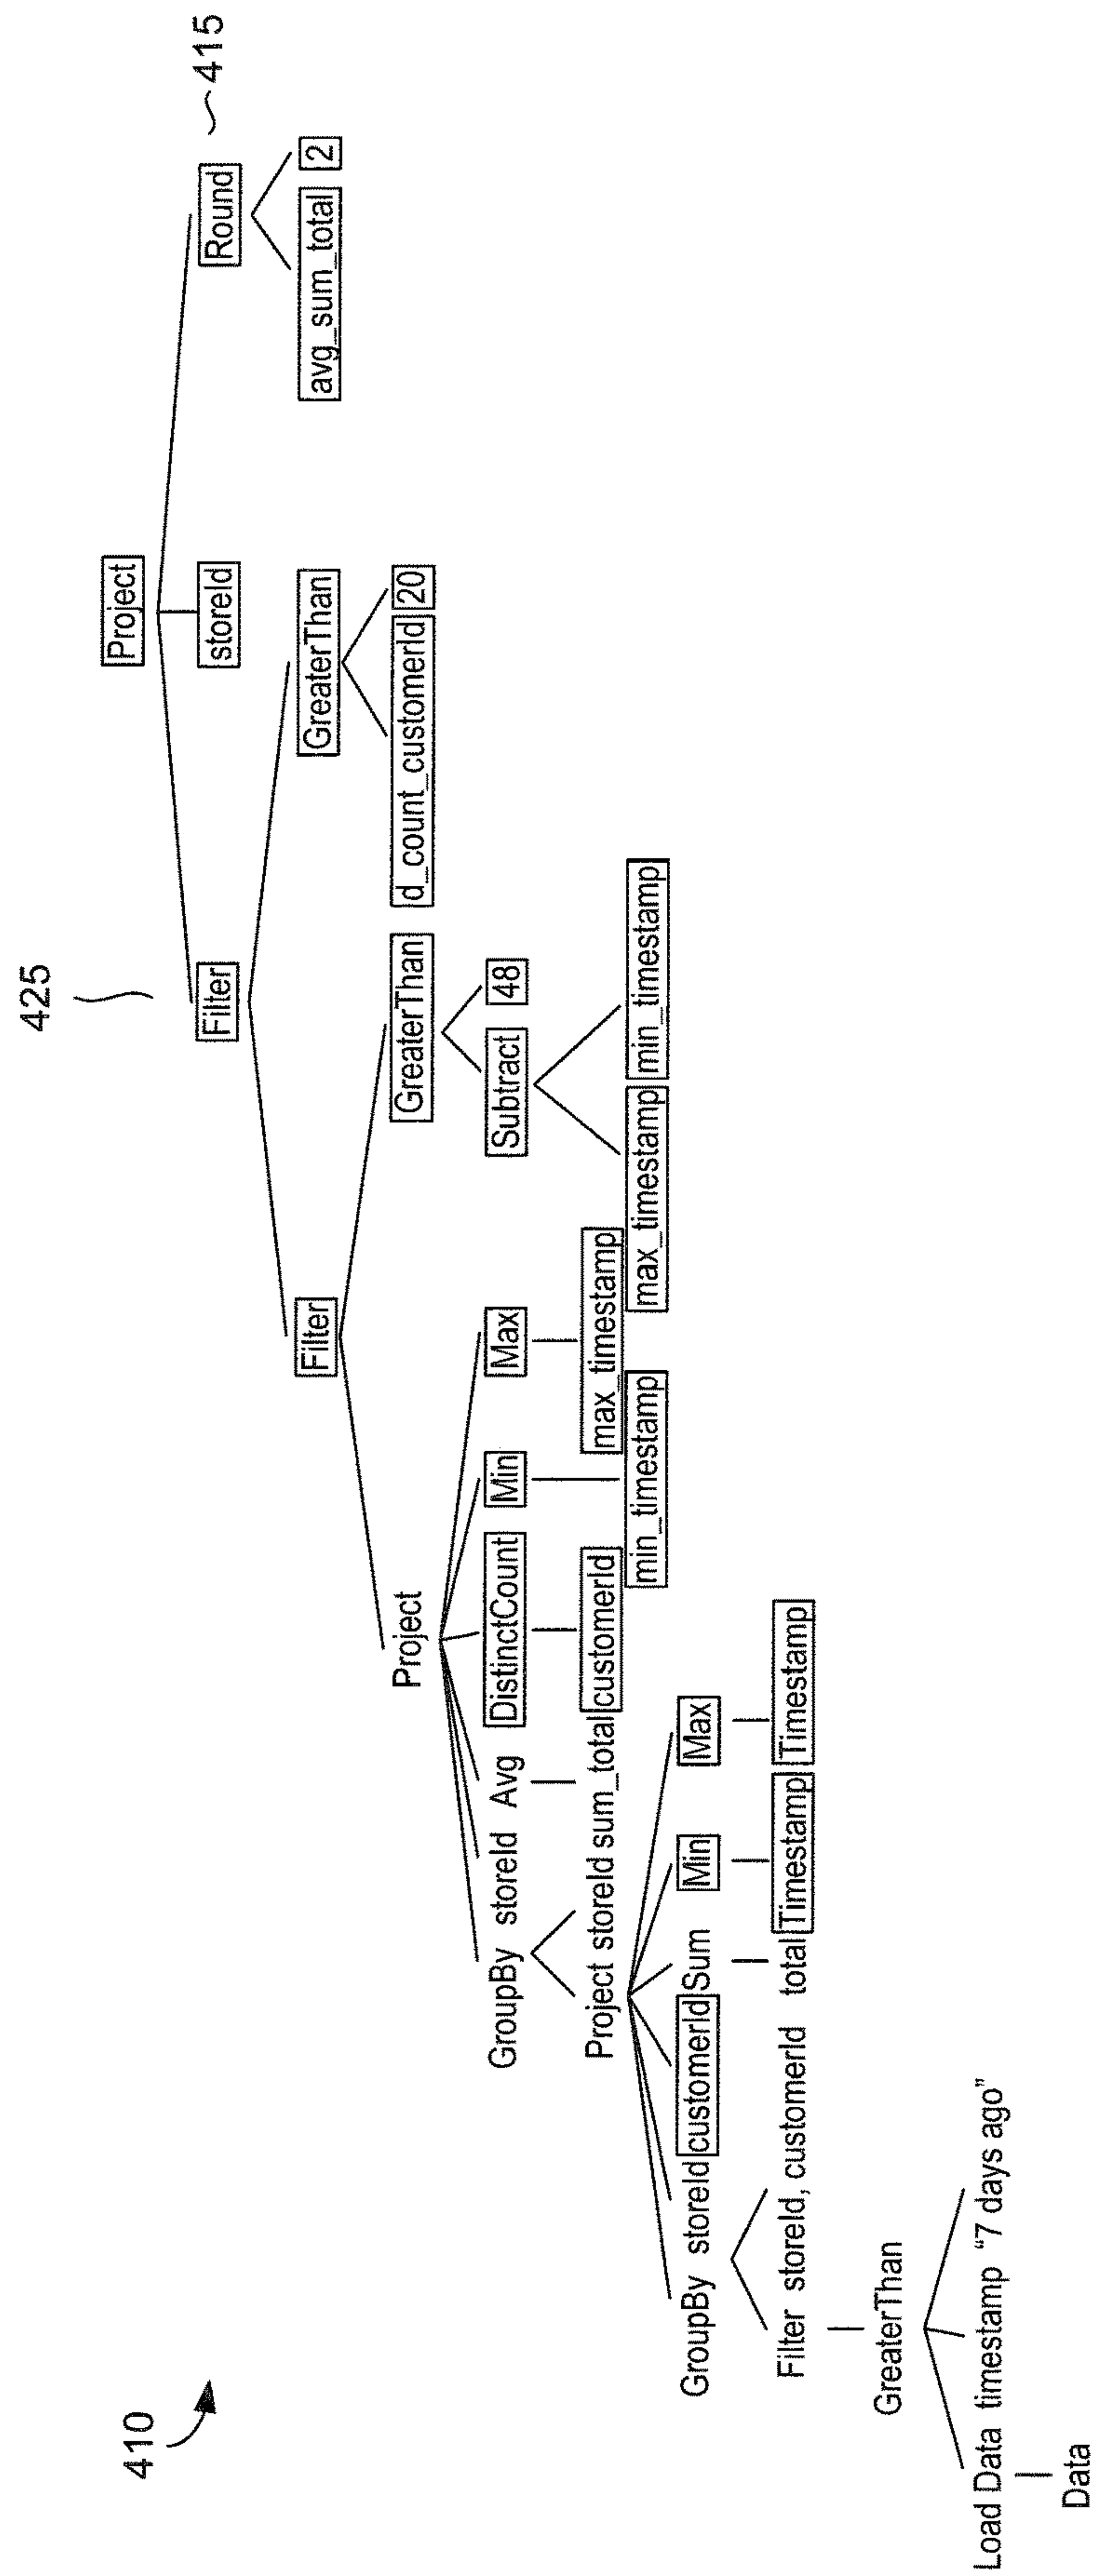 410
425
Project
Filter storeId Round 415
Filter GreaterThan avg_sum_total 2
Project GreaterThan d_count_customerId 20
GroupBy storeId Avg DistinctCount Min Max Subtract 48
Project storeId sum_total customerId max_timestamp
min_timestamp max_timestamp min_timestamp
GroupBy storeId customerId Sum Min Max
Filter storeId, customerId total Timestamp Timestamp
GreaterThan
Load Data timestamp “7 days ago”
Data